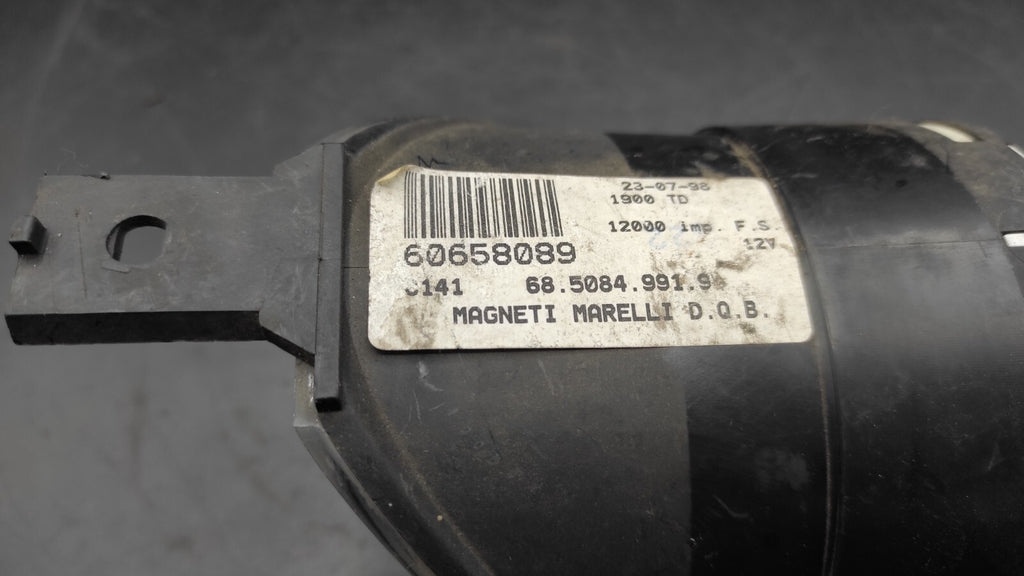 23-07-98
1900 TD
12000 imp. F.S.
12V
60658089
68.5084.991.9
MAGNETI MARELLI D.Q.B.